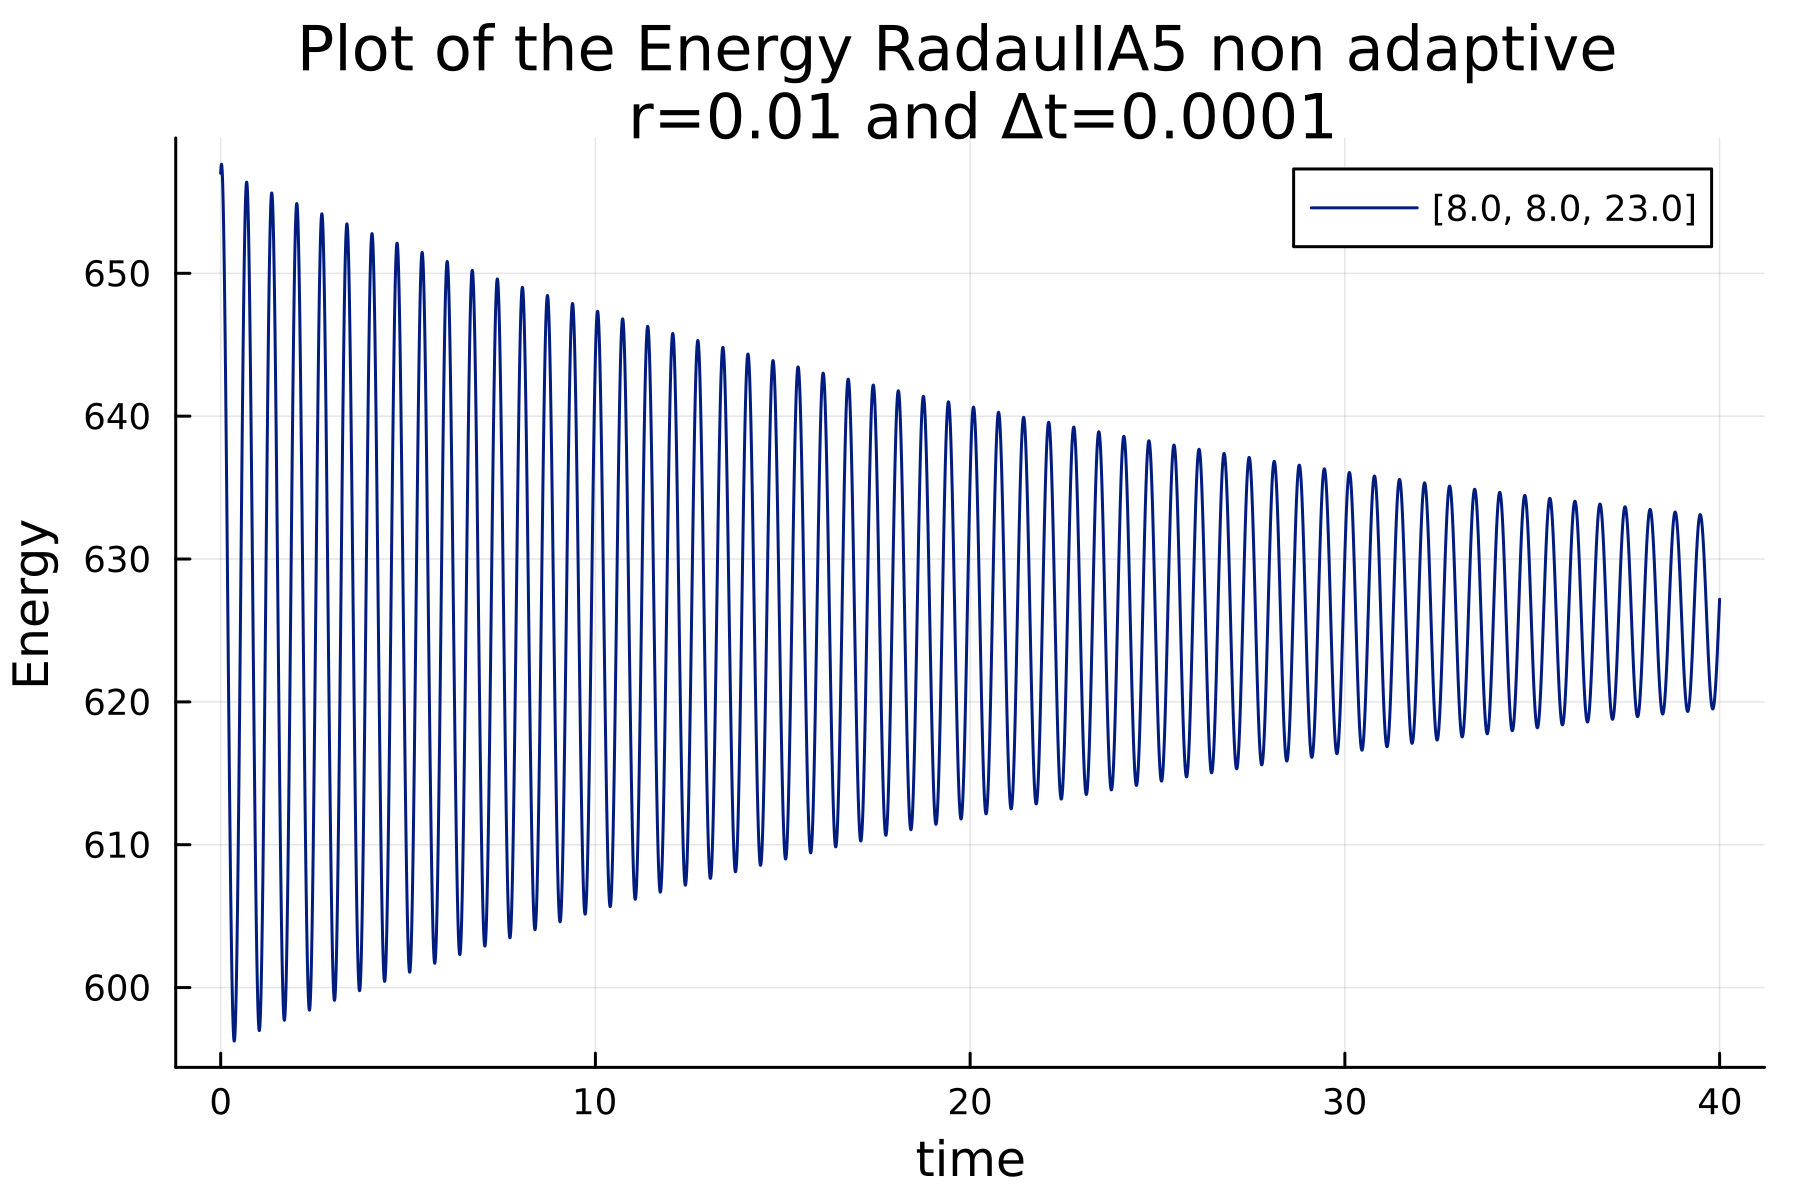 Plot of the Energy RadauIIA5 non adaptive
r=0.01 and Δt=0.0001
[8.0, 8.0, 23.0]
Energy
650
640
630
620
610
600
0
10
20
30
40
time